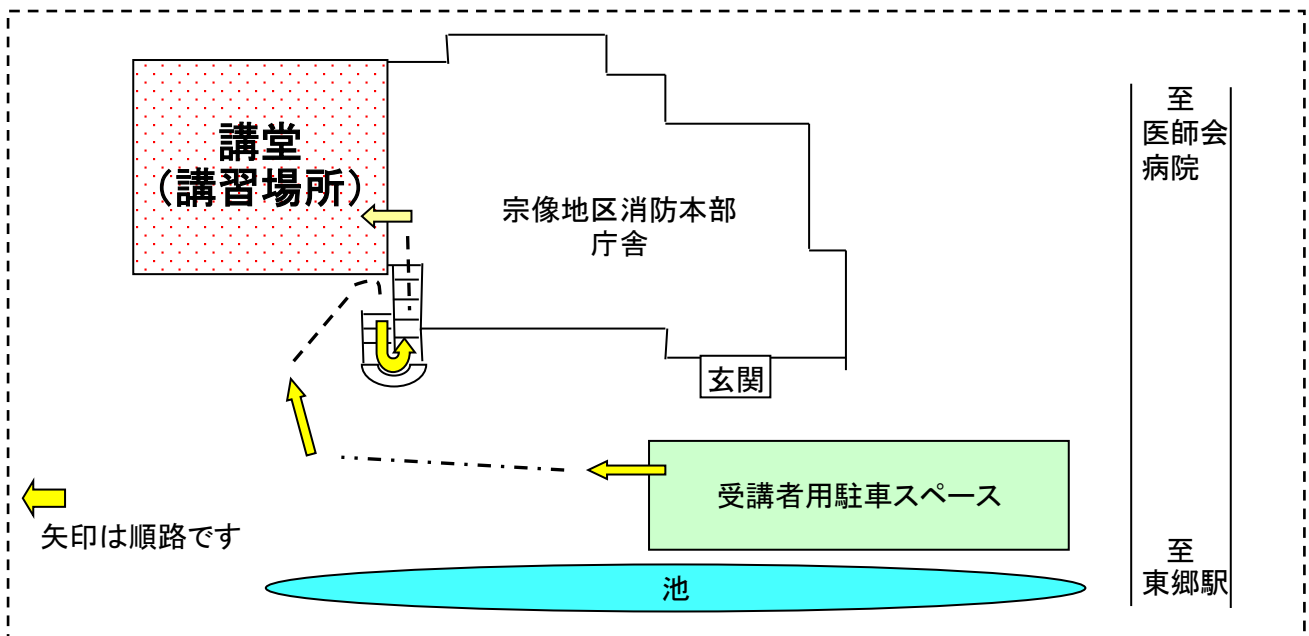 講堂
（講習場所）
宗像地区消防本部
庁舎
至
医師会
病院
玄関
受講者用駐車スペース
矢印は順路です
池
至
東郷駅